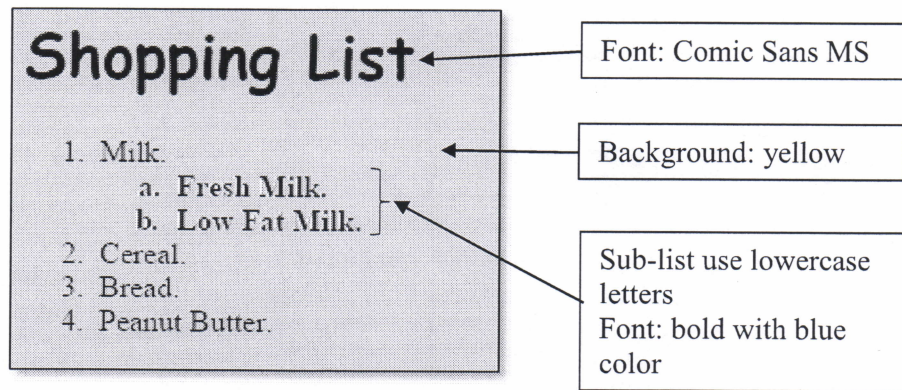 Shopping List
Font: Comic Sans MS
Background: yellow
1. Milk.
a. Fresh Milk.
b. Low Fat Milk.
2. Cereal.
3. Bread.
4. Peanut Butter.
Sub-list use lowercase
letters
Font: bold with blue
color